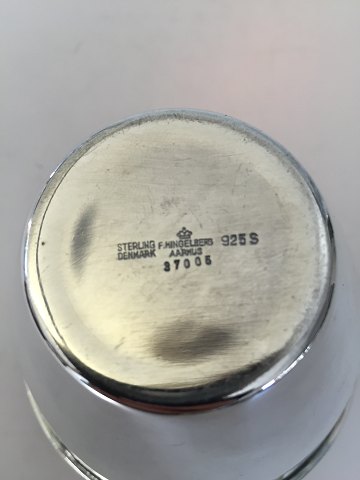 STERLING F.HINGELBERG 925S
DENMARK AARHUS
37005